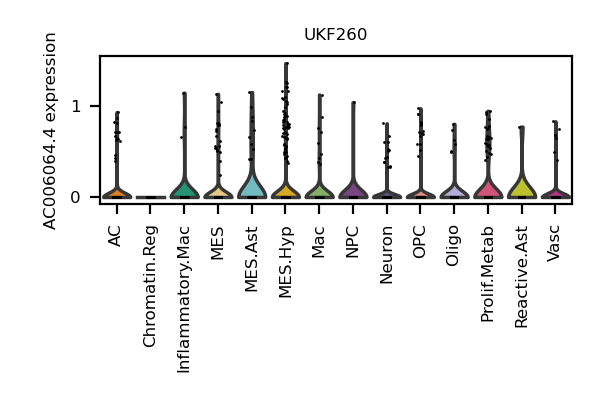 UKF260
AC006064.4 expression
1
0
AC
Chromatin.Reg
Inflammatory.Mac
MES
MES.Ast
MES.Hyp
Mac
NPC
Neuron
OPC
Oligo
Prolif.Metab
Reactive.Ast
Vasc